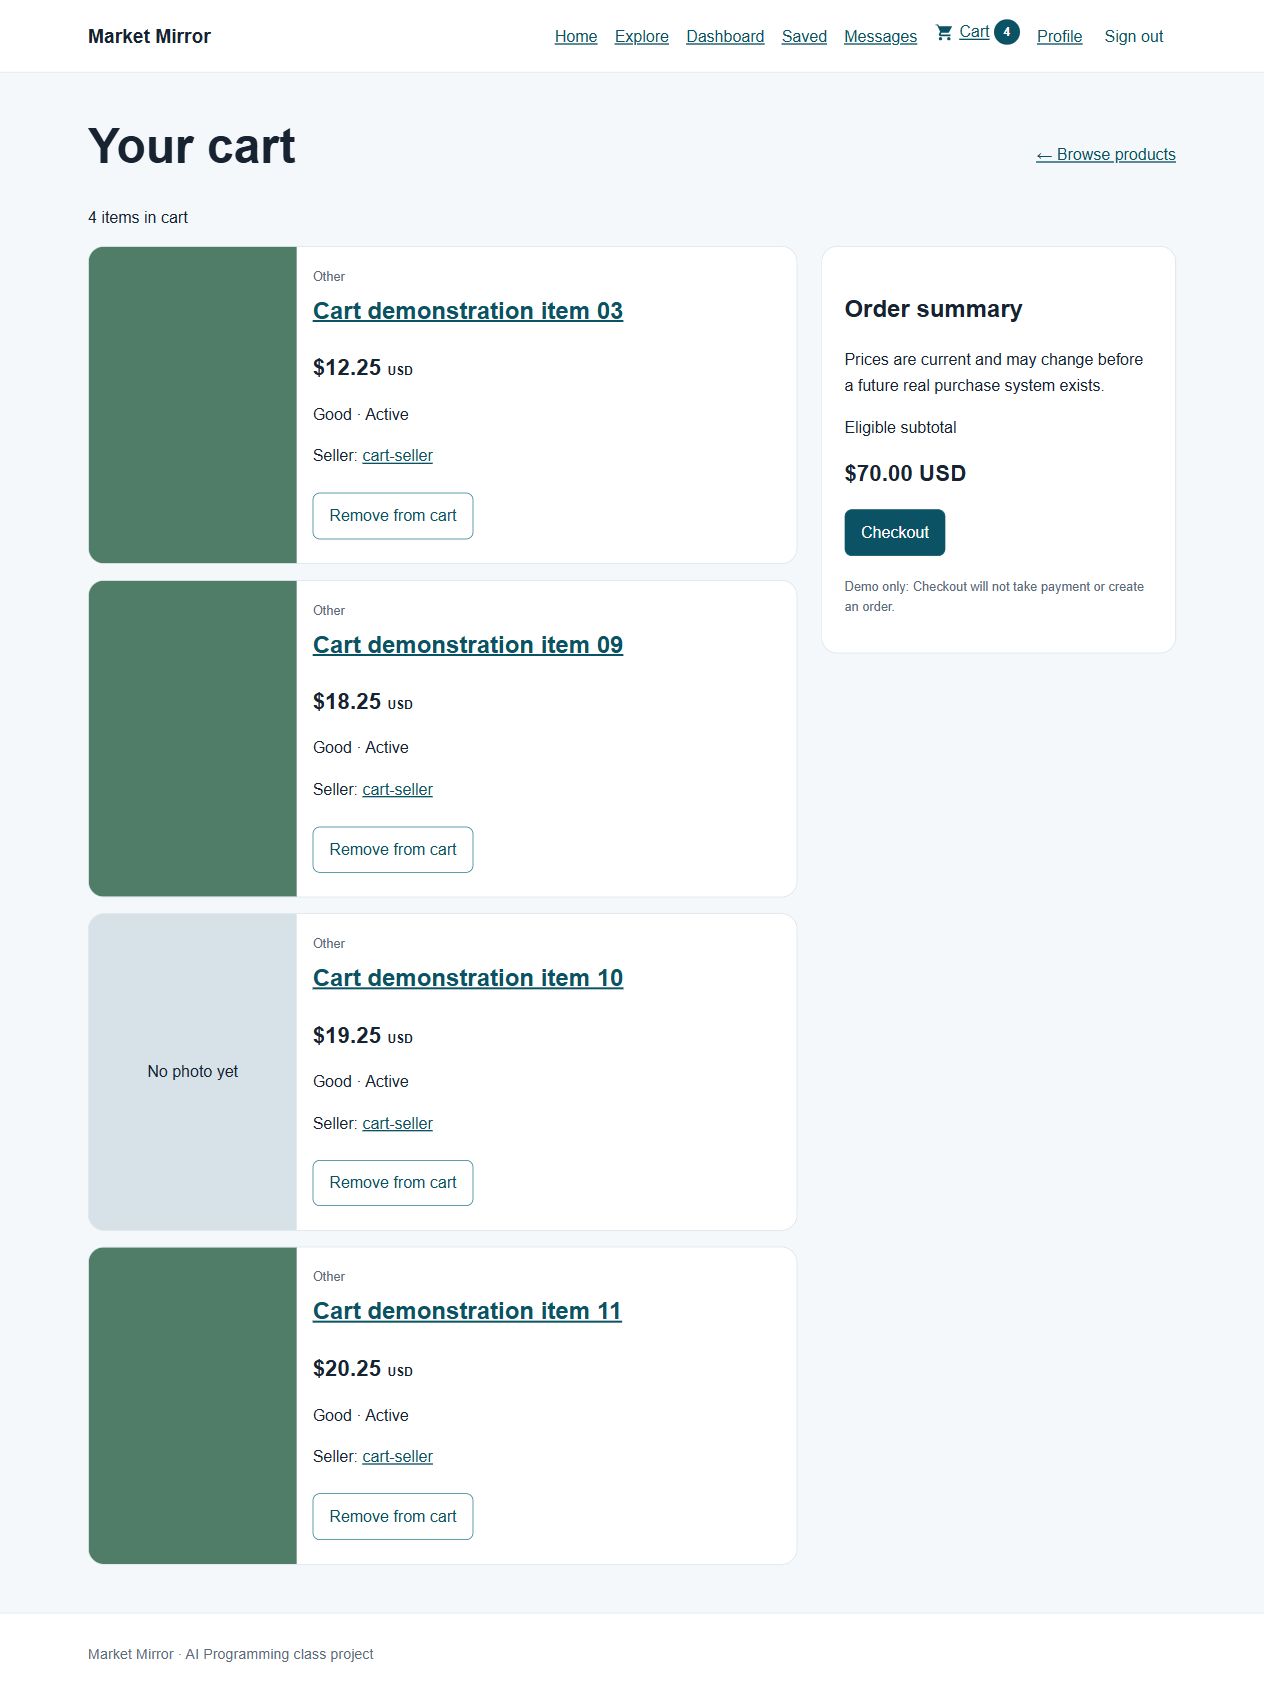 Market Mirror
Home Explore Dashboard Saved Messages Cart 4 Profile Sign out
Your cart
← Browse products
4 items in cart
Other
Cart demonstration item 03
$12.25 USD
Good · Active
Seller: cart-seller
Remove from cart
Order summary
Prices are current and may change before
a future real purchase system exists.
Eligible subtotal
$70.00 USD
Checkout
Demo only: Checkout will not take payment or create
an order.
Other
Cart demonstration item 09
$18.25 USD
Good · Active
Seller: cart-seller
Remove from cart
No photo yet
Other
Cart demonstration item 10
$19.25 USD
Good · Active
Seller: cart-seller
Remove from cart
Other
Cart demonstration item 11
$20.25 USD
Good · Active
Seller: cart-seller
Remove from cart
Market Mirror · AI Programming class project